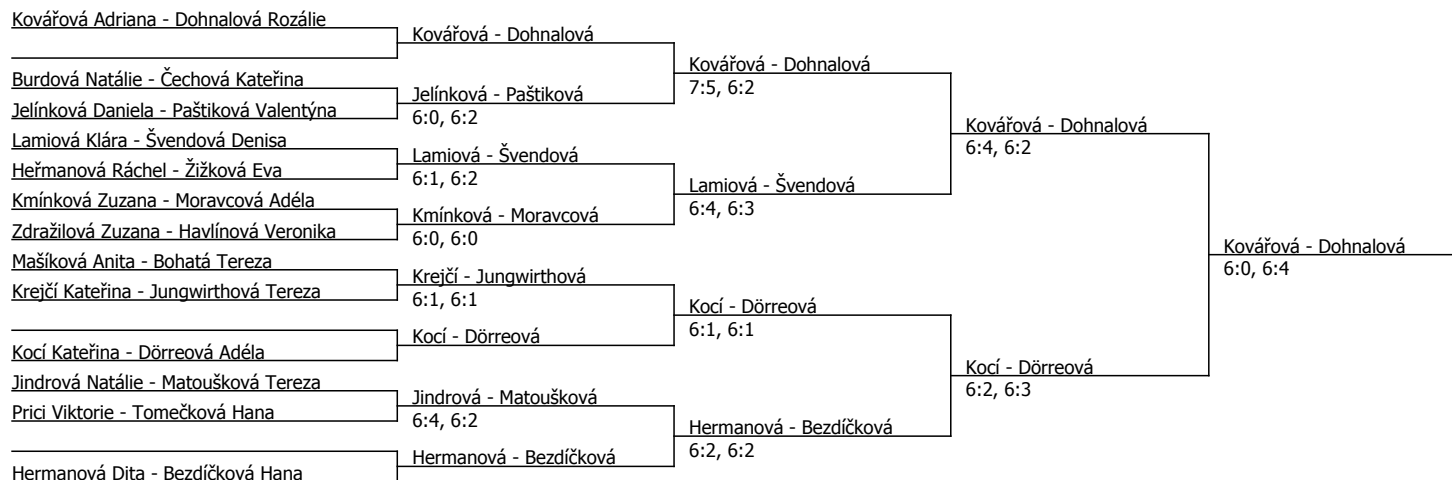 Kovářová Adriana - Dohnalová Rozálie
Burdová Natálie - Čechová Kateřina
Jelínková Daniela - Paštiková Valentýna
Lamiová Klára - Švendová Denisa
Heřmanová Ráchel - Žižková Eva
Kmínková Zuzana - Moravcová Adéla
Zdražilová Zuzana - Havlínová Veronika
Mašíková Anita - Bohatá Tereza
Krejčí Kateřina - Jungwirthová Tereza
Kocí Kateřina - Dörreová Adéla
Jindrová Natálie - Matoušková Tereza
Prici Viktorie - Tomečková Hana
Hermanová Dita - Bezdíčková Hana
Kovářová - Dohnalová
Jelínková - Paštiková
6:0, 6:2
Lamiová - Švendová
6:1, 6:2
Kmínková - Moravcová
6:0, 6:0
Krejčí - Jungwirthová
6:1, 6:1
Kocí - Dörreová
Jindrová - Matoušková
6:4, 6:2
Hermanová - Bezdíčková
Kovářová - Dohnalová
7:5, 6:2
Lamiová - Švendová
6:4, 6:3
Kocí - Dörreová
6:1, 6:1
Hermanová - Bezdíčková
6:2, 6:2
Kovářová - Dohnalová
6:4, 6:2
Kocí - Dörreová
6:2, 6:3
Kovářová - Dohnalová
6:0, 6:4